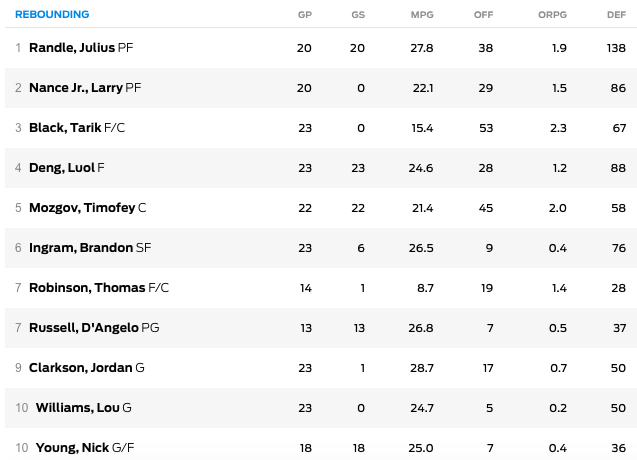 REBOUNDING GP GS MPG OFF ORPG DEF
1 Randle, Julius PF 20 20 27.8 38 1.9 138
2 Nance Jr., Larry PF 20 0 22.1 29 1.5 86
3 Black, Tarik F/C 23 0 15.4 53 2.3 67
4 Deng, Luol F 23 23 24.6 28 1.2 88
5 Mozgov, Timofey C 22 22 21.4 45 2.0 58
6 Ingram, Brandon SF 23 6 26.5 9 0.4 76
7 Robinson, Thomas F/C 14 1 8.7 19 1.4 28
7 Russell, D'Angelo PG 13 13 26.8 7 0.5 37
9 Clarkson, Jordan G 23 1 28.7 17 0.7 50
10 Williams, Lou G 23 0 24.7 5 0.2 50
10 Young, Nick G/F 18 18 25.0 7 0.4 36